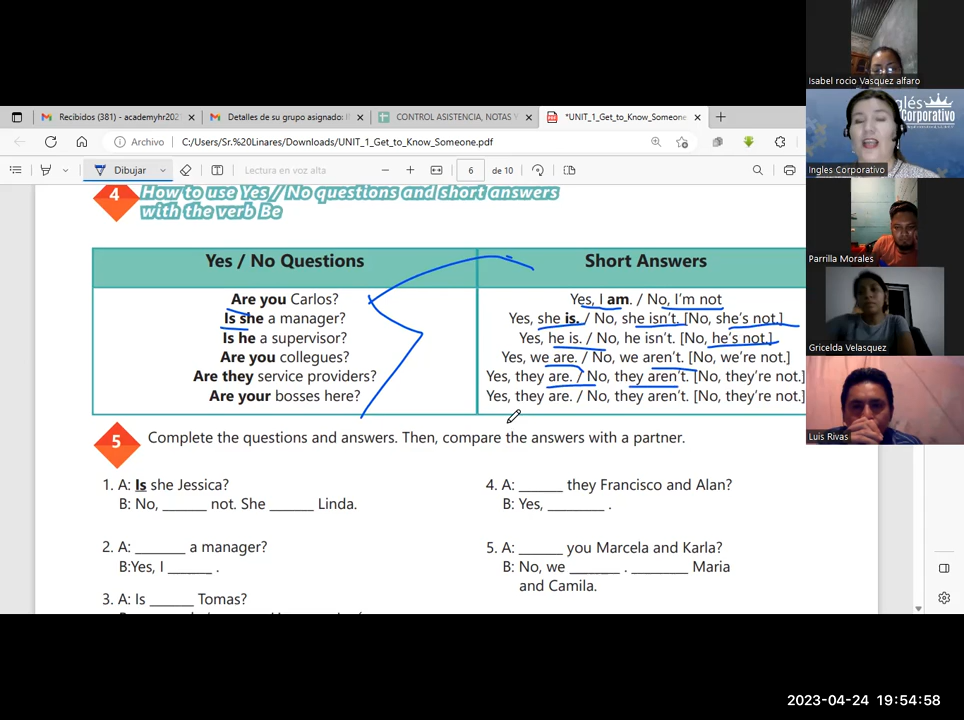 Recibidos (381) - academyhr202
Detalles de su grupo asignado: I
CONTROL ASISTENCIA, NOTAS Y
*UNIT_1_Get_to_Know_Someone
Archivo
C:/Users/Sr.%20Linares/Downloads/UNIT_1_Get_to_Know_Someone.pdf
Dibujar
Lectura en voz alta
6
de 10
4
How to use Yes / No questions and short answers
with the verb Be
Yes / No Questions
Short Answers
Are you Carlos?
Yes, I am. / No, I'm not
Is she a manager?
Yes, she is. / No, she isn't. [No, she's not.]
Is he a supervisor?
Yes, he is. / No, he isn't. [No, he's not.]
Are you collegues?
Yes, we are. / No, we aren't. [No, we're not.]
Are they service providers?
Yes, they are. / No, they aren't. [No, they're not.]
Are your bosses here?
Yes, they are. / No, they aren't. [No, they're not.]
5
Complete the questions and answers. Then, compare the answers with a partner.
1. A: Is she Jessica?
B: No, ______ not. She ______ Linda.
2. A: _______ a manager?
B:Yes, I ______ .
3. A: Is ______ Tomas?
4. A: ______ they Francisco and Alan?
B: Yes, ________ .
5. A: ______ you Marcela and Karla?
B: No, we _______ . ________ Maria
and Camila.
Isabel rocio Vasquez alfaro
Inglés
Corporativo
Ingles Corporativo
Parrilla Morales
Gricelda Velasquez
Luis Rivas
2023-04-24 19:54:58